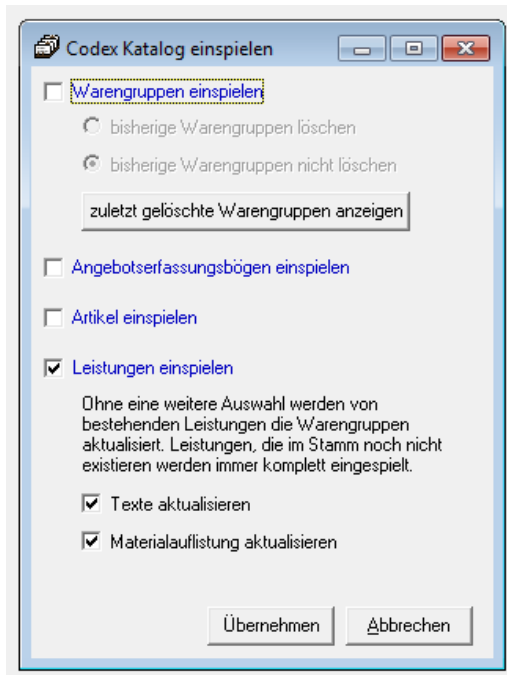 Codex Katalog einspielen
Warengruppen einspielen
bisherige Warengruppen löschen
bisherige Warengruppen nicht löschen
zuletzt gelöschte Warengruppen anzeigen
Angebotserfassungsbögen einspielen
Artikel einspielen
Leistungen einspielen
Ohne eine weitere Auswahl werden von
bestehenden Leistungen die Warengruppen
aktualisiert. Leistungen, die im Stamm noch nicht
existieren werden immer komplett eingespielt.
Texte aktualisieren
Materialauflistung aktualisieren
Übernehmen Abbrechen